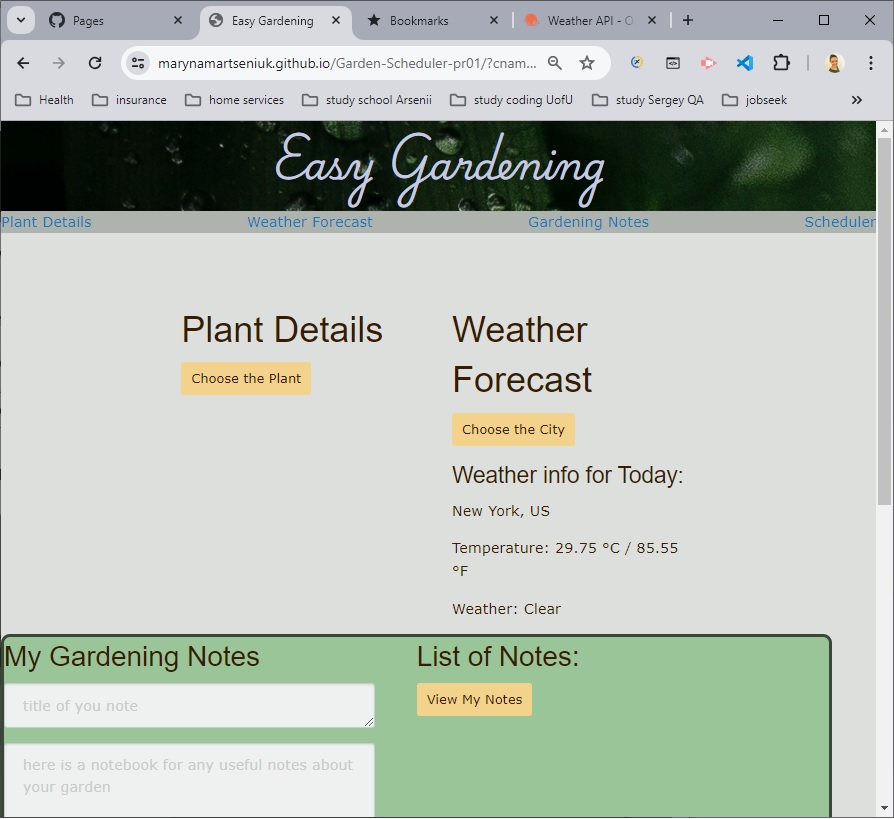 Pages
Easy Gardening
Bookmarks
Weather API - O
marynamartseniuk.github.io/Garden-Scheduler-pr01/?cnam...
Health
insurance
home services
study school Arsenii
study coding UofU
study Sergey QA
jobseek
Easy Gardening
Plant Details
Weather Forecast
Gardening Notes
Scheduler
Plant Details
Choose the Plant
Weather
Forecast
Choose the City
Weather info for Today:
New York, US
Temperature: 29.75 °C / 85.55
°F
Weather: Clear
My Gardening Notes
title of you note
here is a notebook for any useful notes about
your garden
List of Notes:
View My Notes